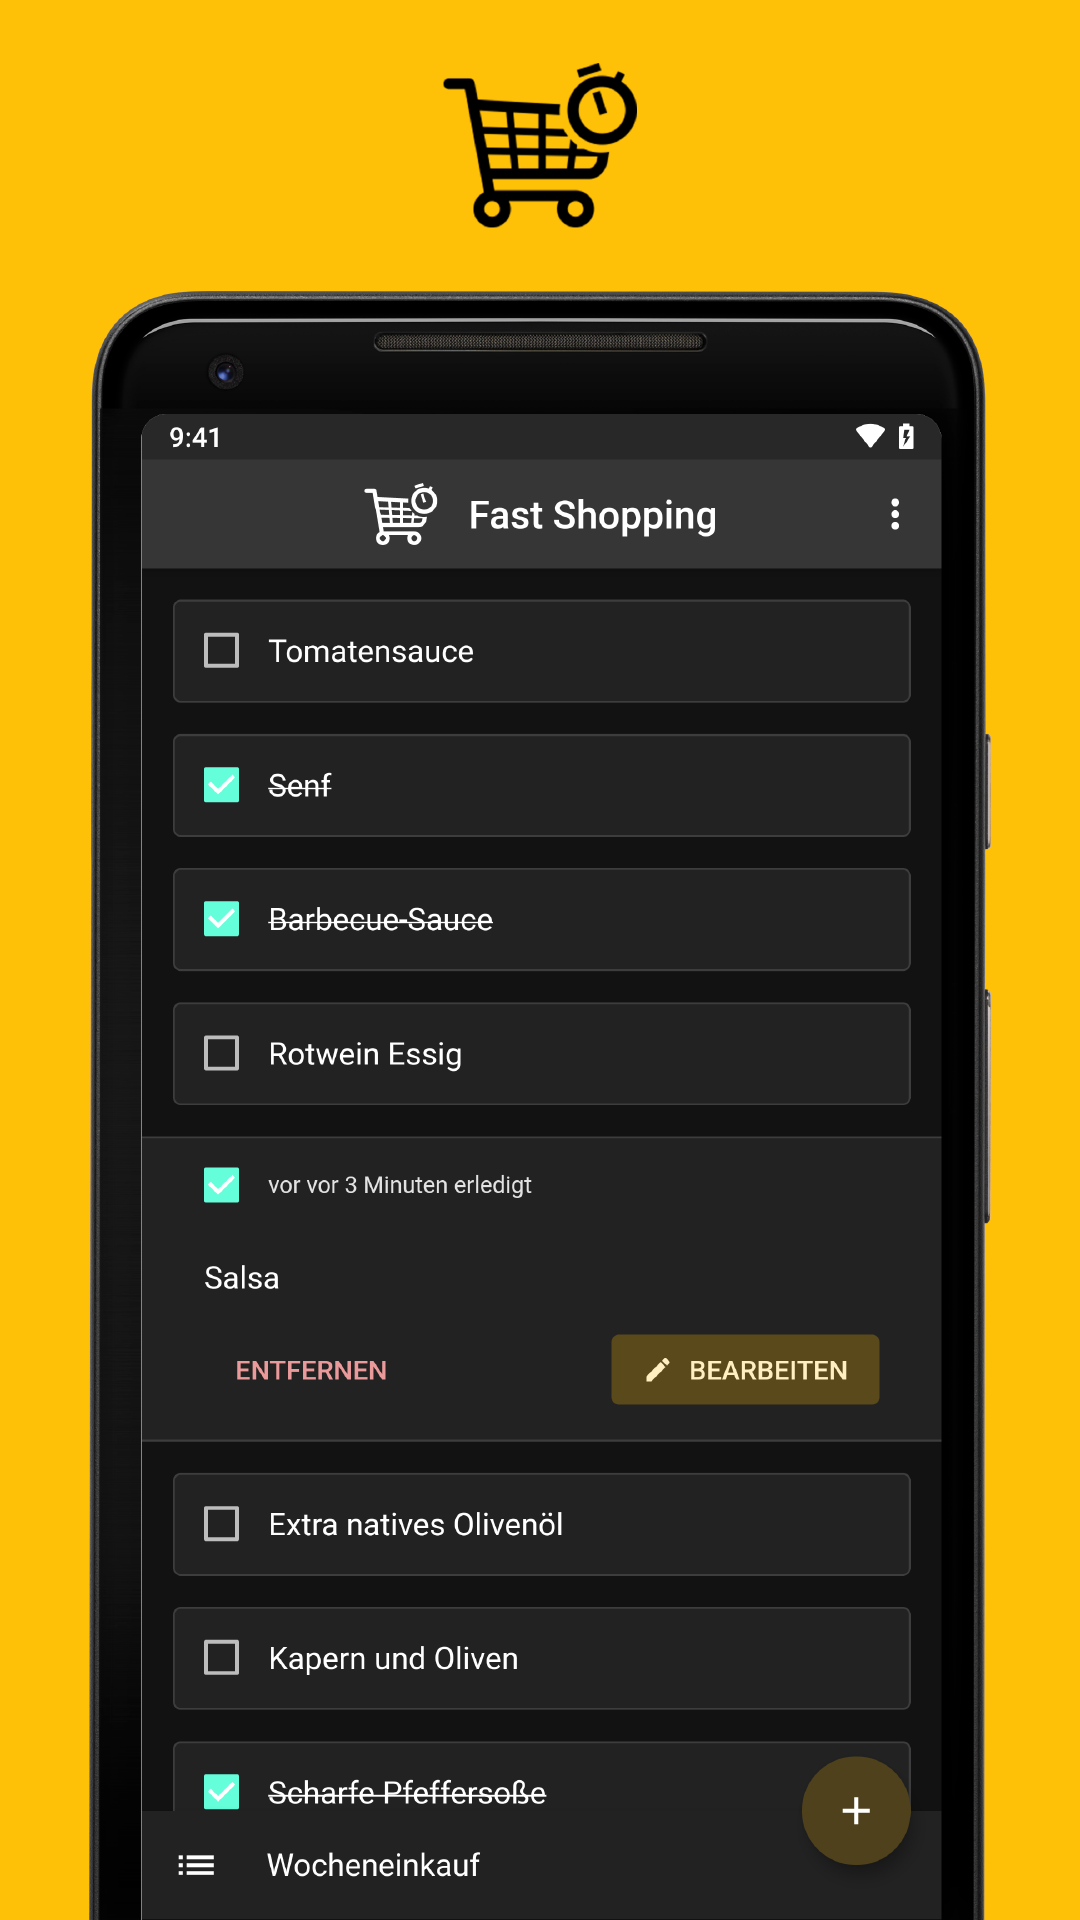 9:41
Fast Shopping
Tomatensauce
Senf
Barbecue-Sauce
Rotwein Essig
vor vor 3 Minuten erledigt
Salsa
ENTFERNEN
BEARBEITEN
Extra natives Olivenöl
Kapern und Oliven
Scharfe Pfeffersoße
Wocheneinkauf